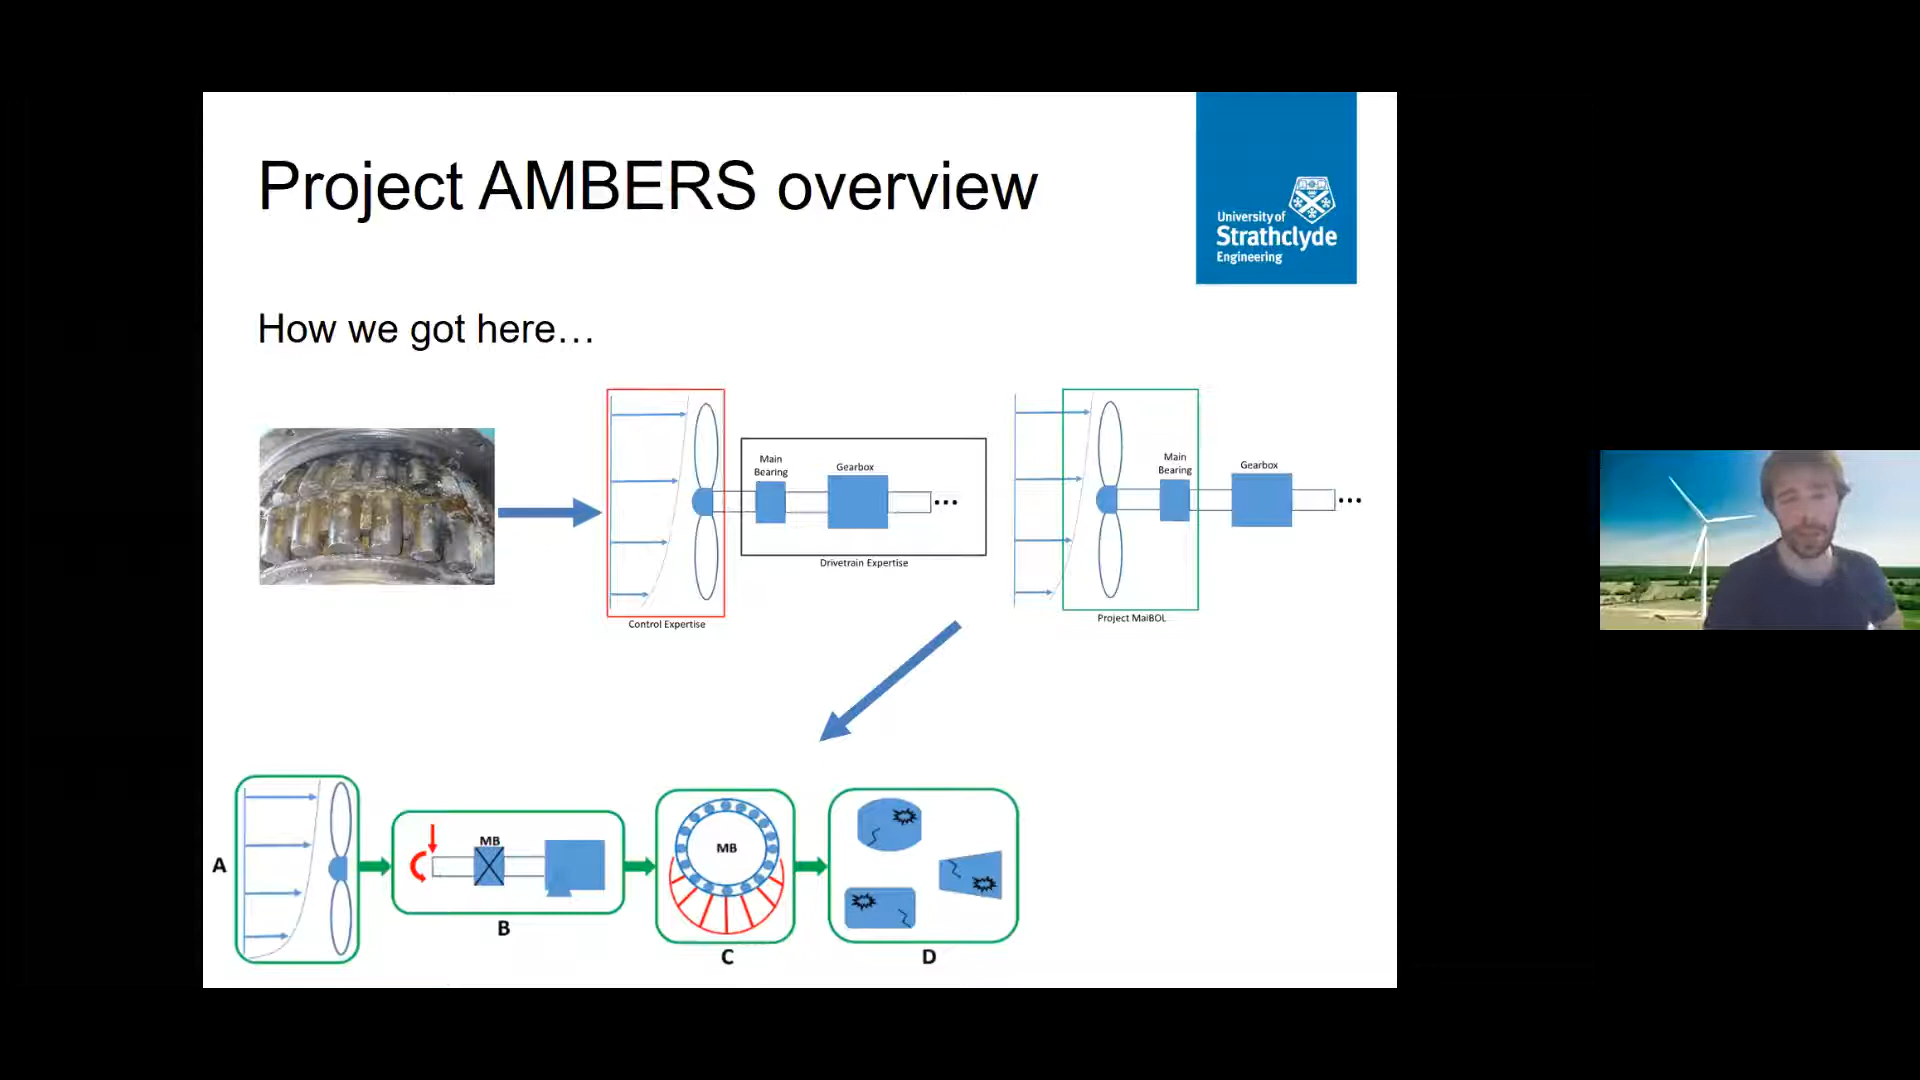 Project AMBERS overview
University of
Strathclyde
Engineering
How we got here…
Main
Bearing
Gearbox
Drivetrain Expertise
Control Expertise
Main
Bearing
Gearbox
Project MaiBOL
A
MB
B
MB
C
D